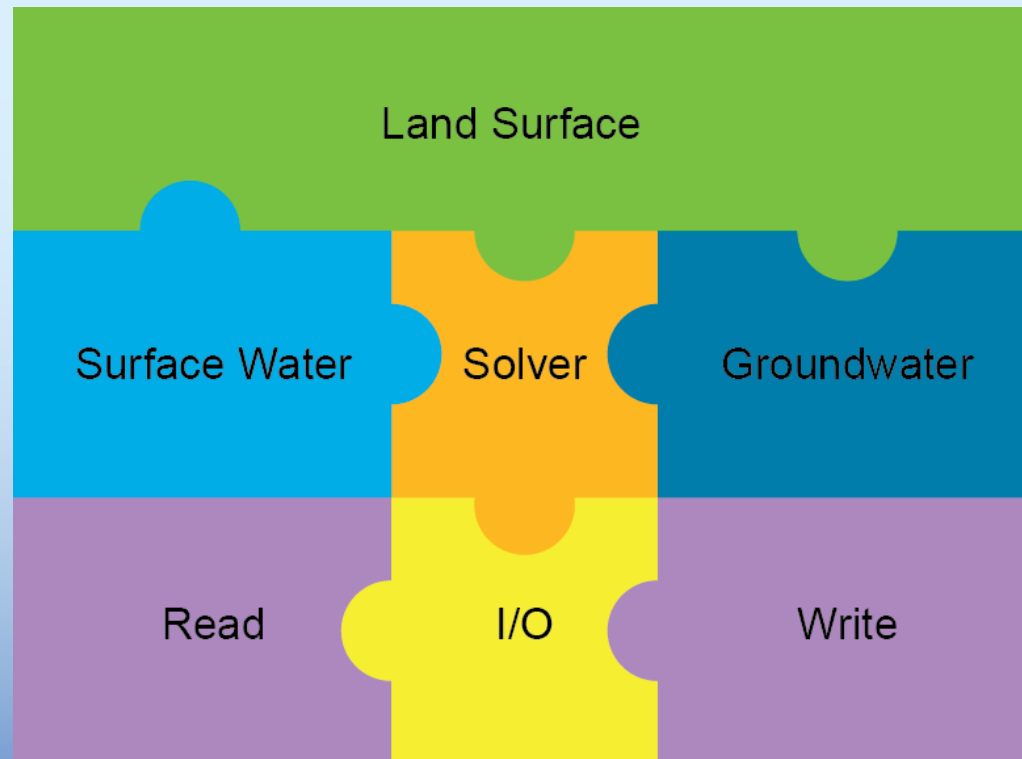 Land Surface
Surface Water
Solver
Groundwater
Read
I/O
Write